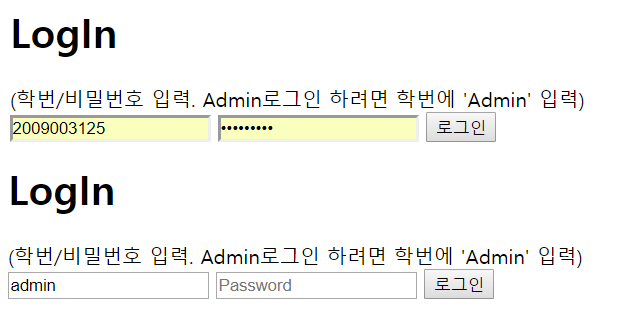 LogIn
(학번/비밀번호 입력. Admin로그인 하려면 학번에 'Admin' 입력)
2009003125 ••••••••• 로그인
LogIn
(학번/비밀번호 입력. Admin로그인 하려면 학번에 'Admin' 입력)
admin Password 로그인